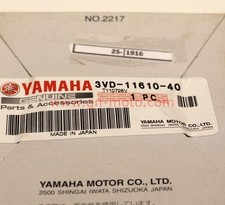 NO.2217
25-1916
YAMAHA
GENUINE
Parts & Accessories
3VD-11610-40
T110726V
1 PC
MADE IN JAPAN
YAMAHA MOTOR CO., LTD.
2500 SHINGAI IWATA SHIZUOKA JAPAN